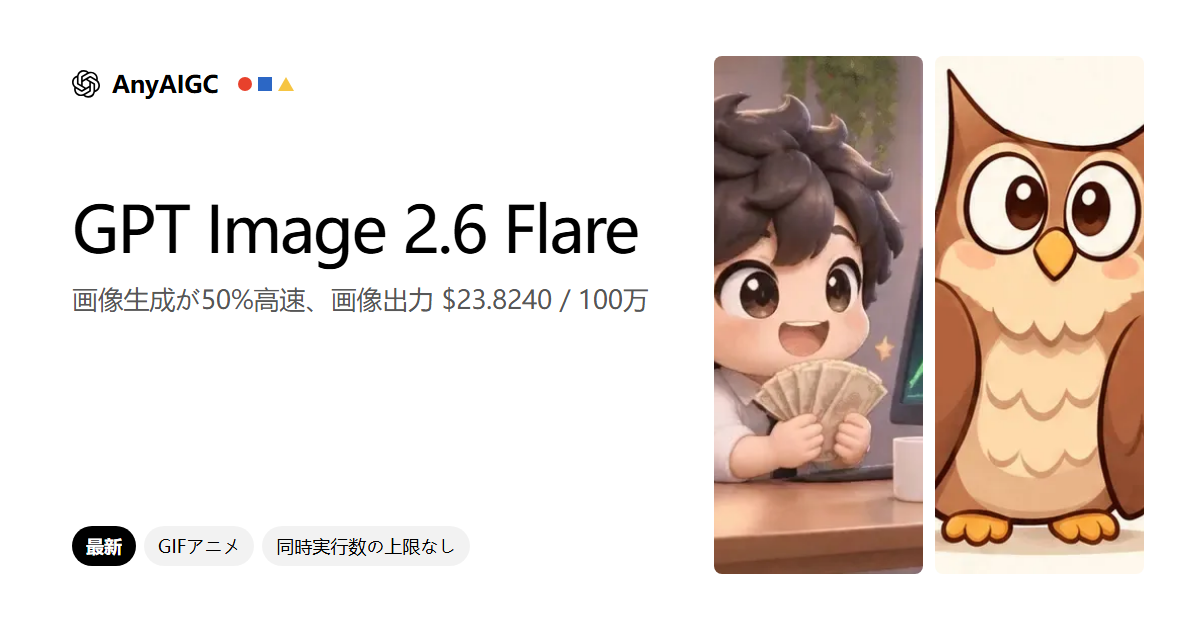 AnyAIGC
GPT Image 2.6 Flare
画像生成が50%高速、画像出力 $23.8240 / 100万
最新
GIFアニメ
同時実行数の上限なし